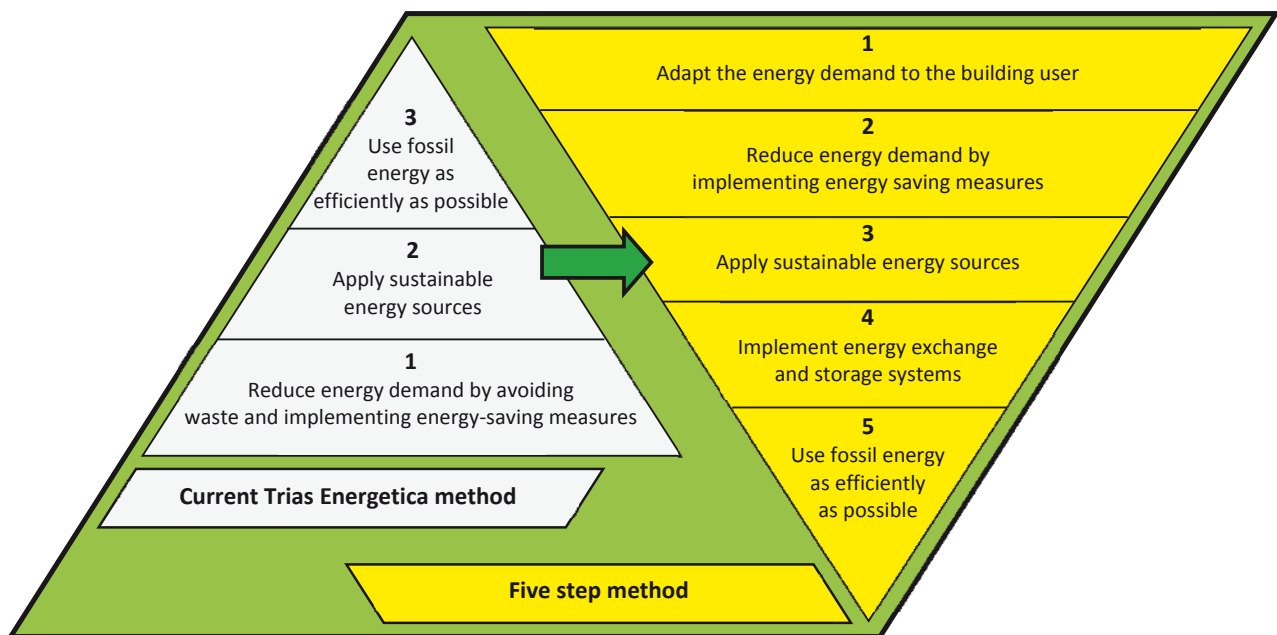 3
Use fossil
energy as
efficiently as possible
2
Apply sustainable
energy sources
1
Reduce energy demand by avoiding
waste and implementing energy-saving measures
Current Trias Energetica method
1
Adapt the energy demand to the building user
2
Reduce energy demand by
implementing energy saving measures
3
Apply sustainable energy sources
4
Implement energy exchange
and storage systems
5
Use fossil energy
as efficiently
as possible
Five step method